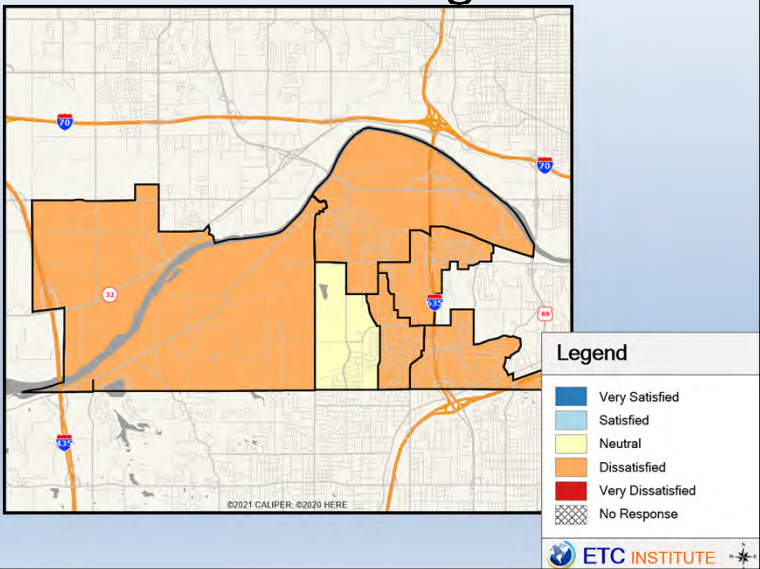 g
70
70
32
635
69
Legend
Very Satisfied
Satisfied
Neutral
Dissatisfied
Very Dissatisfied
No Response
435
©2021 CALIPER; ©2020 HERE
ETC INSTITUTE